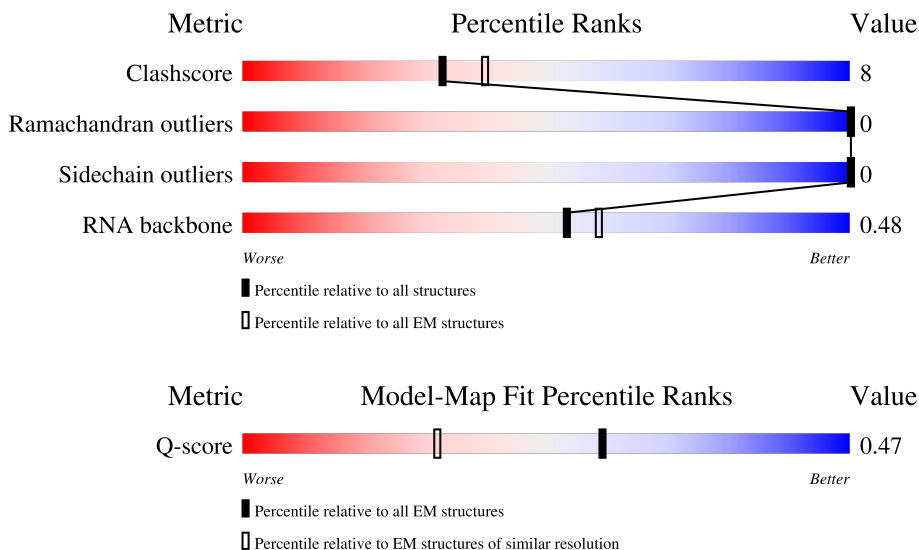 Metric Percentile Ranks Value
Clashscore 8
Ramachandran outliers 0
Sidechain outliers 0
RNA backbone 0.48
Worse Better
Percentile relative to all structures
Percentile relative to all EM structures
Metric Model-Map Fit Percentile Ranks Value
Q-score 0.47
Worse Better
Percentile relative to all EM structures
Percentile relative to EM structures of similar resolution